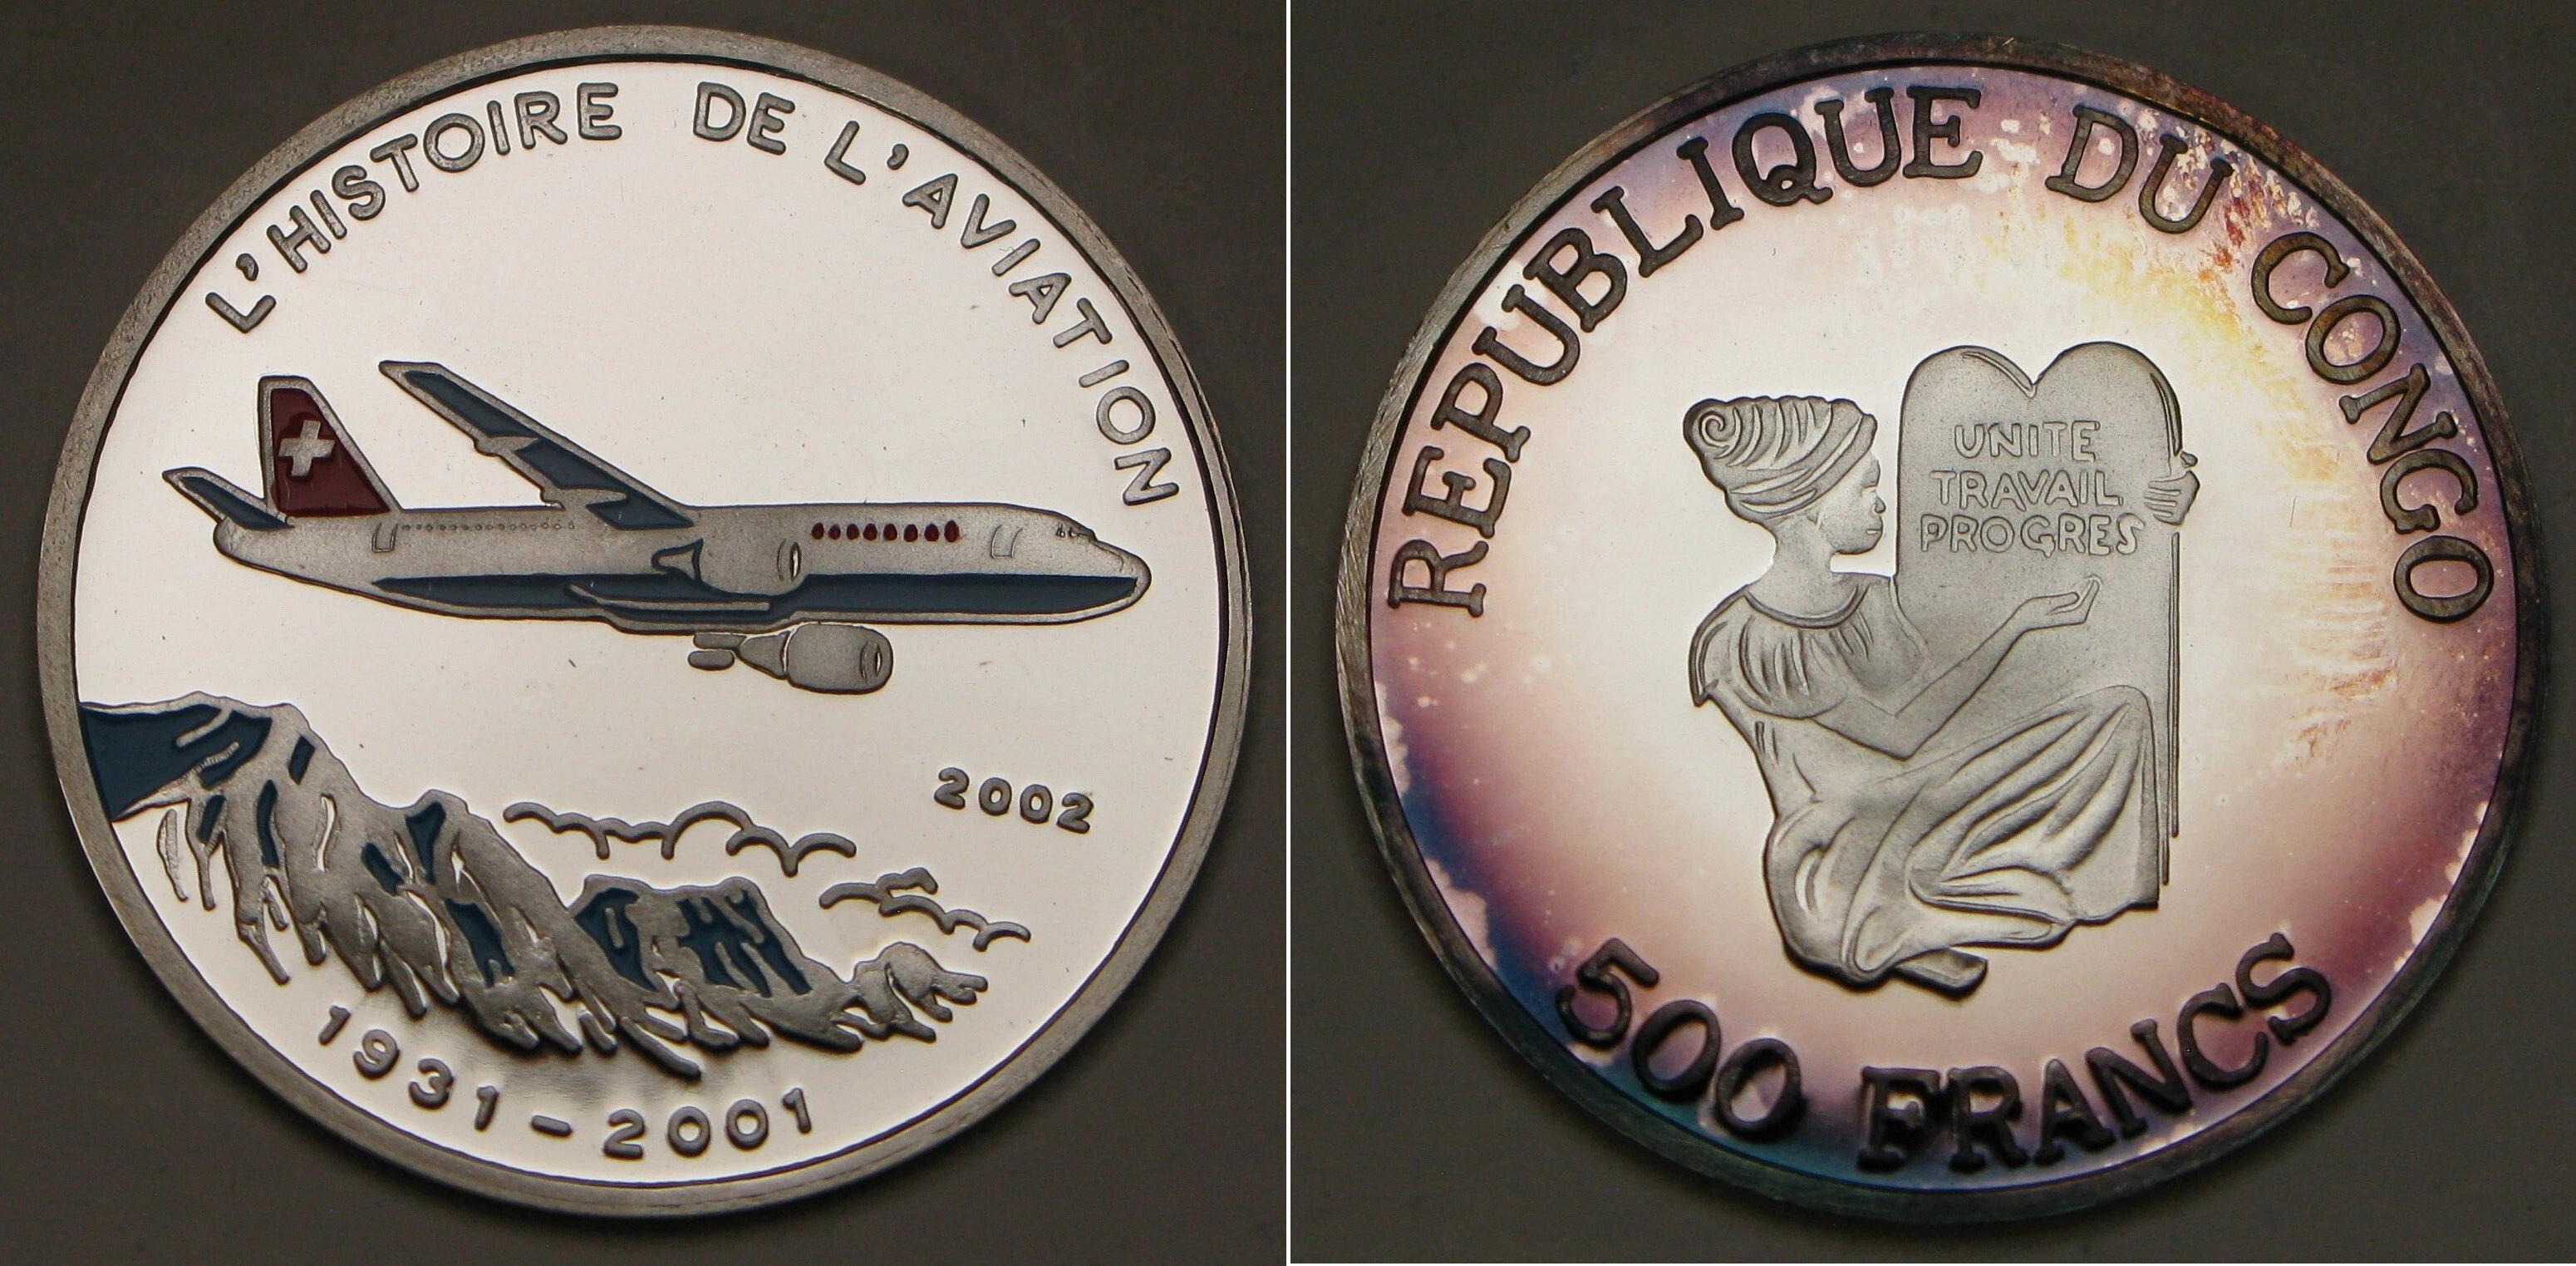 L'HISTOIRE DE L'AVIATION
2002
1931 - 2001
REPUBLIQUE DU CONGO
UNITE
TRAVAIL
PROGRES
500 FRANCS